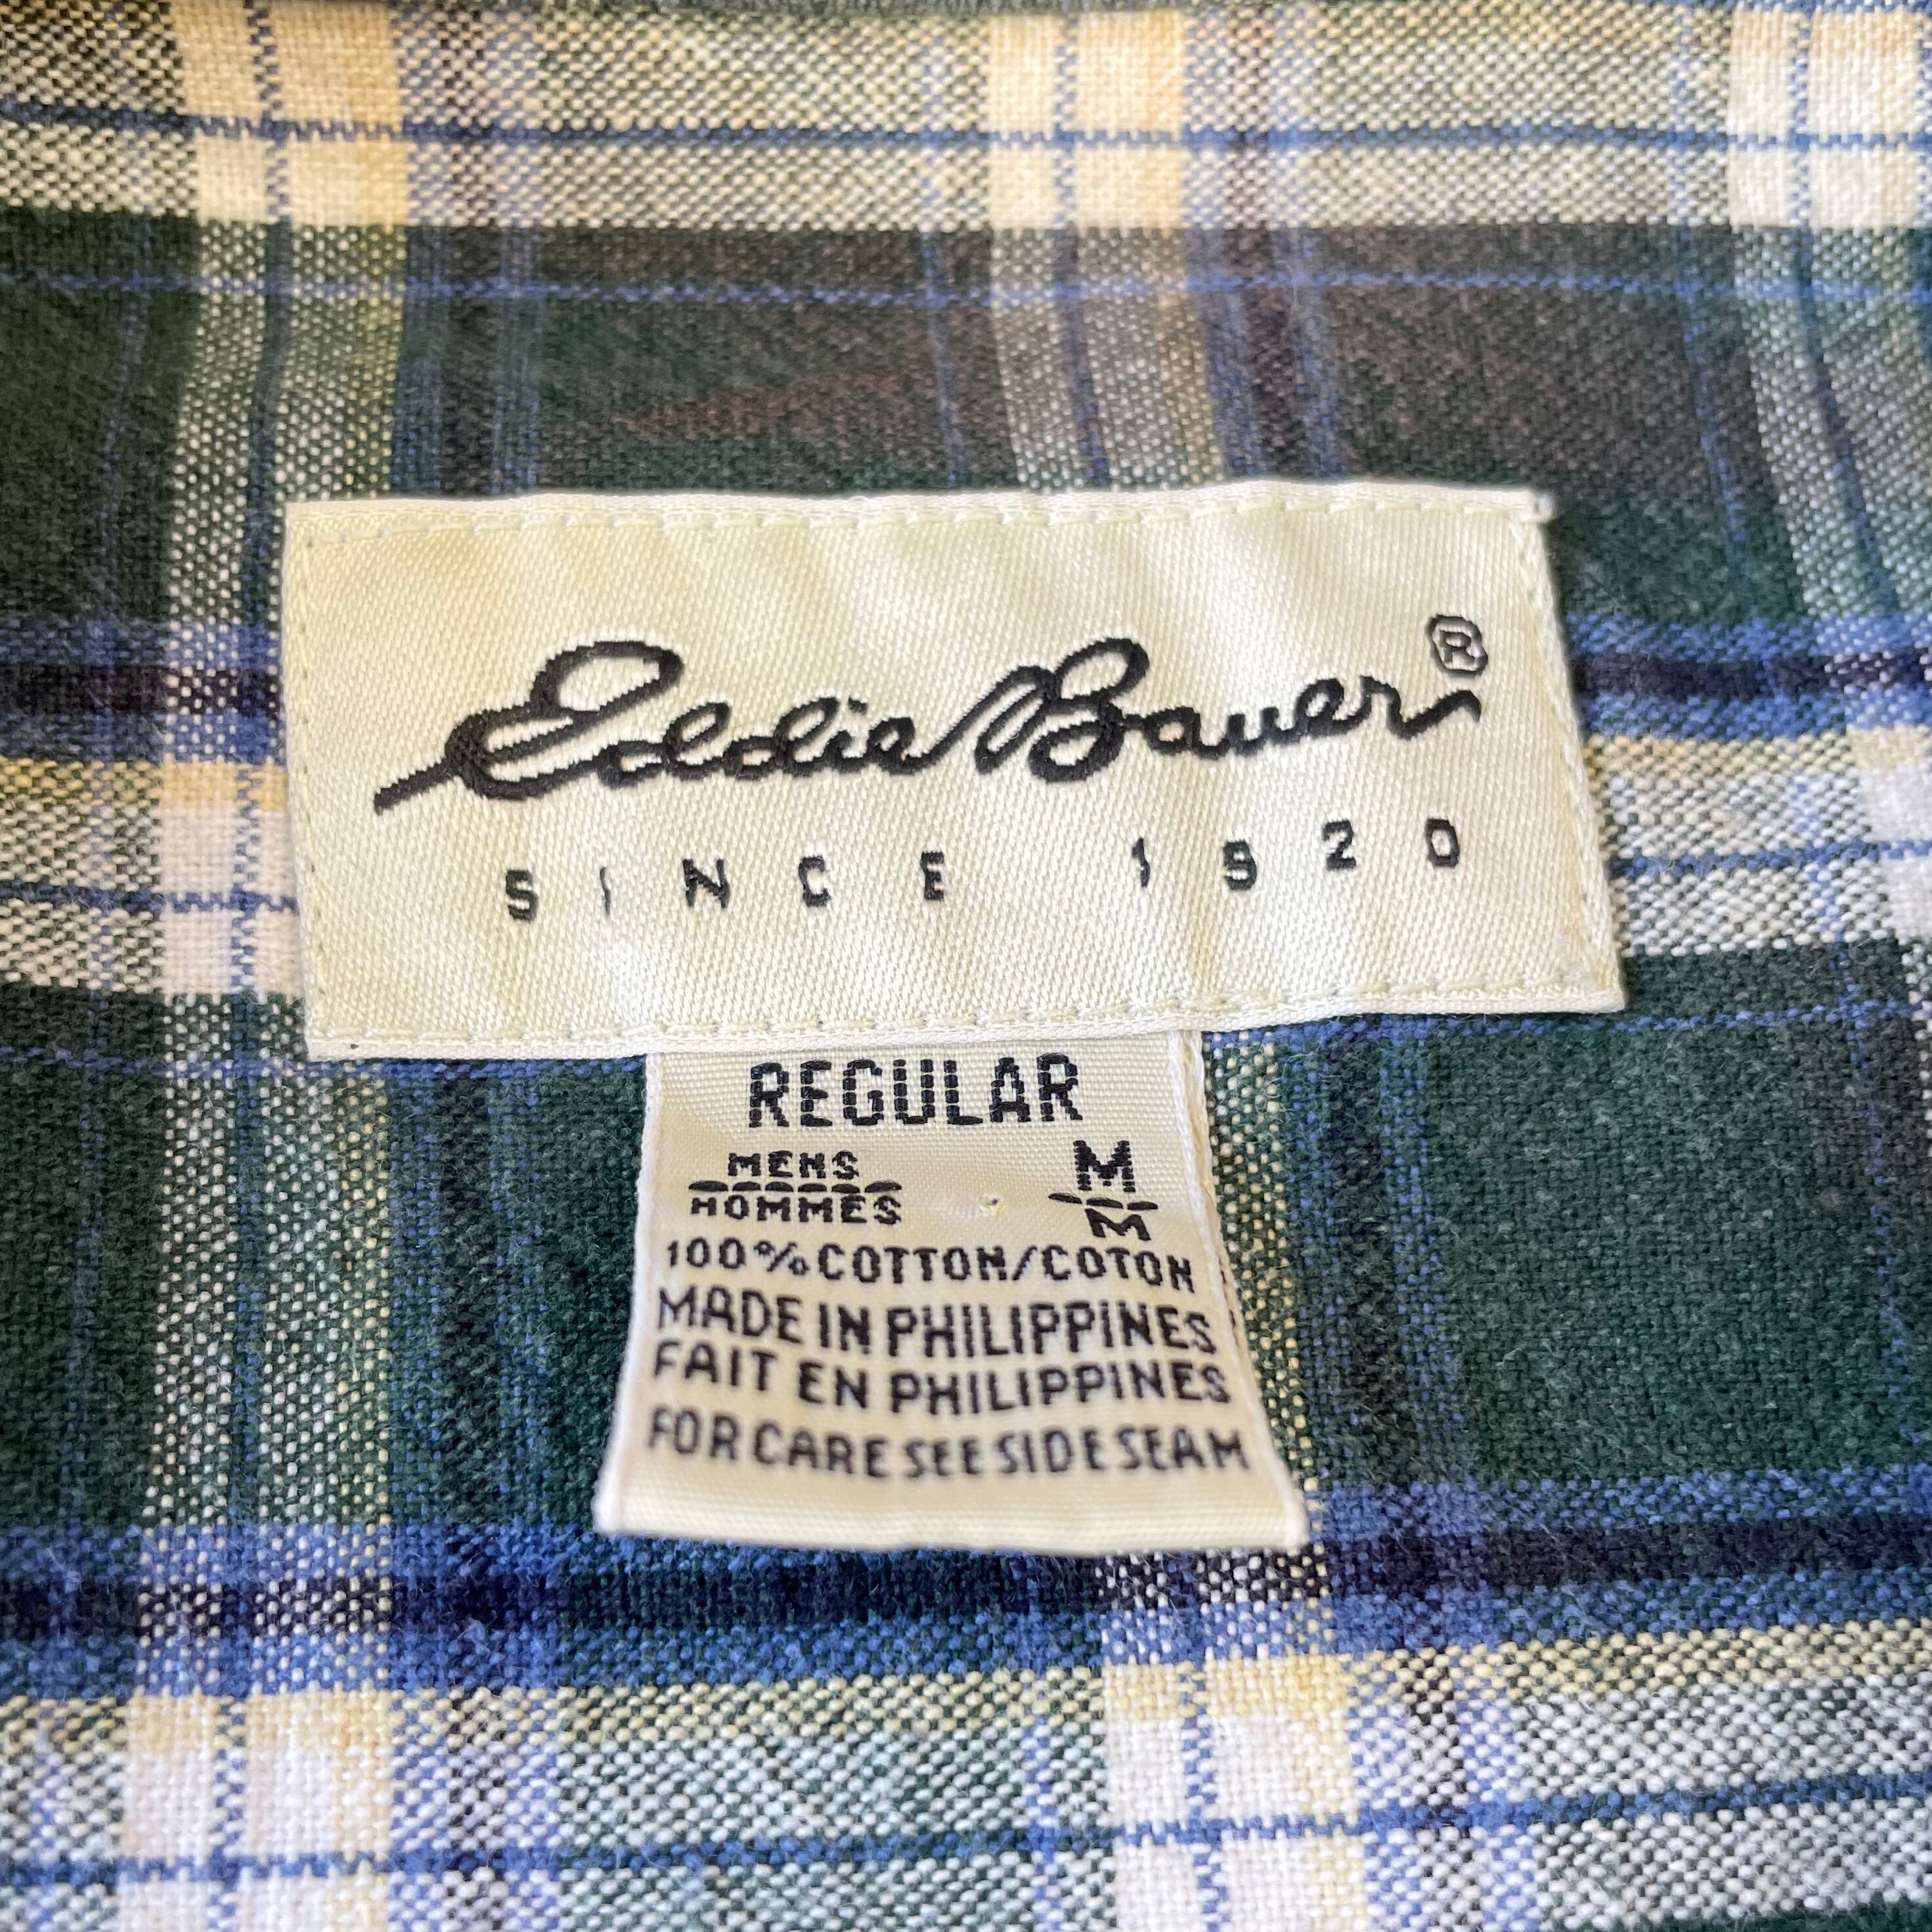 Eddie Bauer®
SINCE 1920
REGULAR
MENS M
HOMMES M
100% COTTON/COTON
MADE IN PHILIPPINES
FAIT EN PHILIPPINES
FOR CARE SEE SIDE SEAM